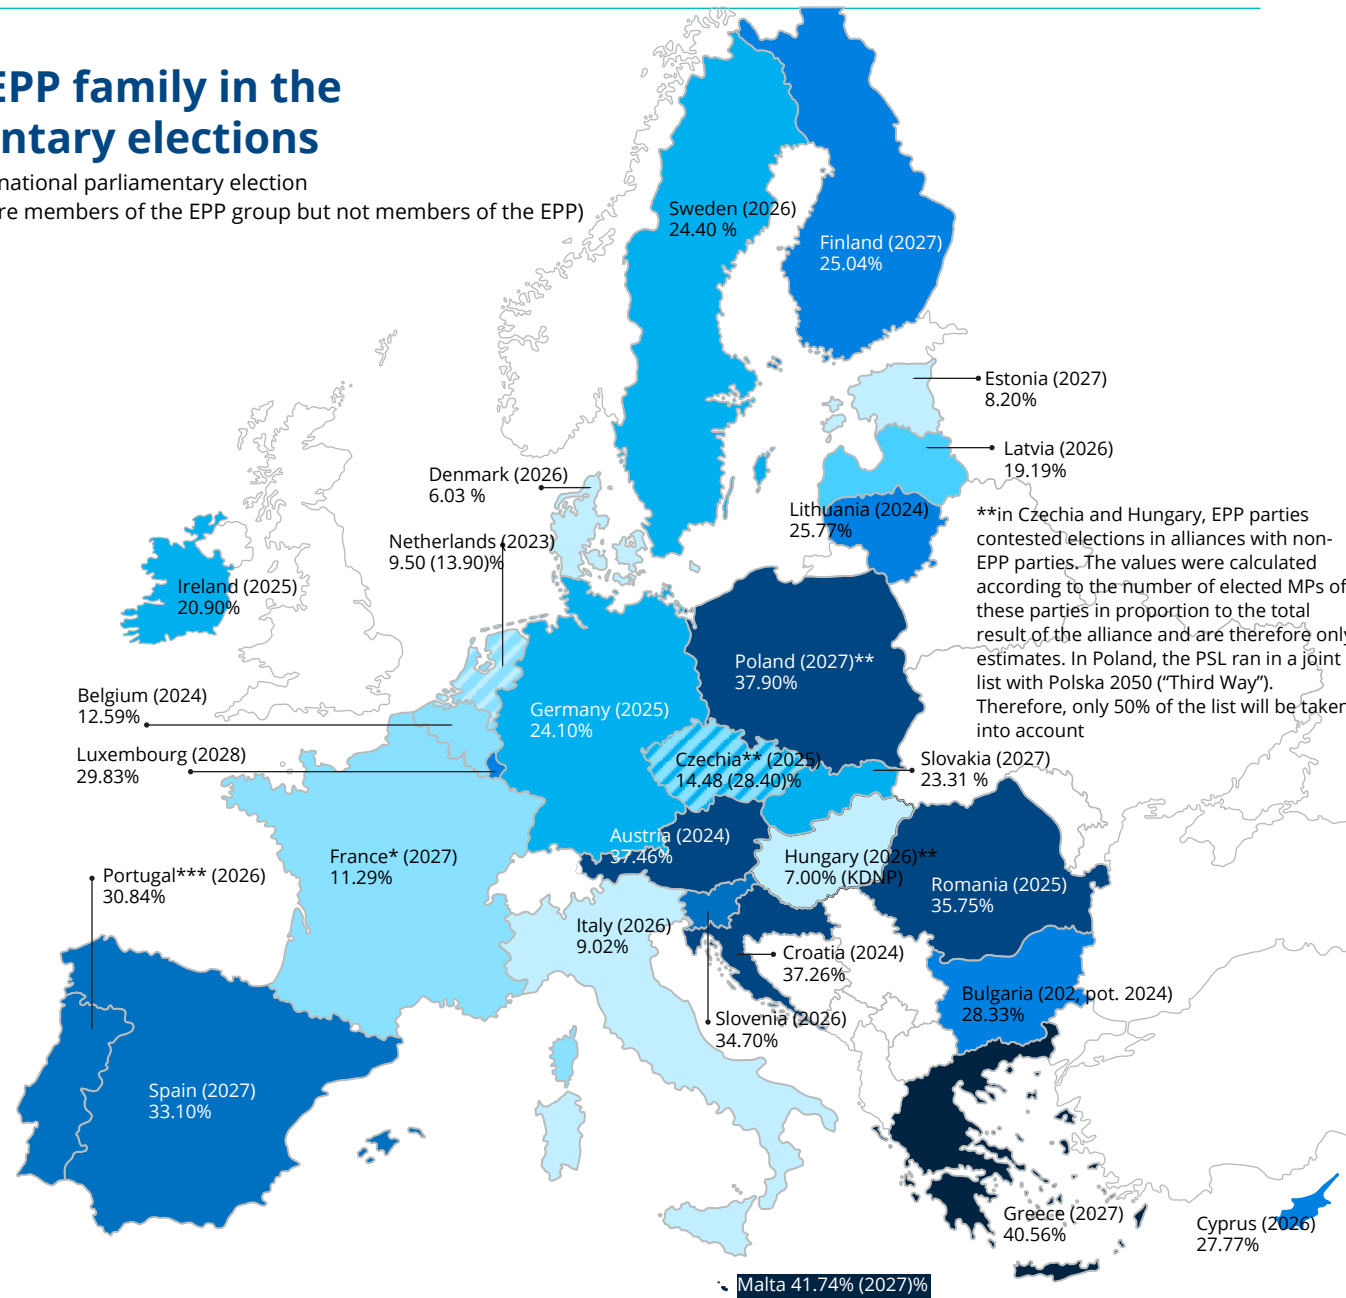 EPP family in the
ntary elections
national parliamentary election
re members of the EPP group but not members of the EPP)
Sweden (2026)
24.40 %
Finland (2027)
25.04%
Estonia (2027)
8.20%
Latvia (2026)
19.19%
Denmark (2026)
6.03 %
Lithuania (2024)
25.77%
Netherlands (2023)
9.50 (13.90)%
**in Czechia and Hungary, EPP parties
contested elections in alliances with non-
EPP parties. The values were calculated
according to the number of elected MPs of
these parties in proportion to the total
result of the alliance and are therefore only
estimates. In Poland, the PSL ran in a joint
list with Polska 2050 (“Third Way”).
Therefore, only 50% of the list will be taken
into account
Ireland (2025)
20.90%
Poland (2027)**
37.90%
Belgium (2024)
12.59%
Germany (2025)
24.10%
Luxembourg (2028)
29.83%
Czechia** (2025)
14.48 (28.40)%
Slovakia (2027)
23.31 %
Austria (2024)
37.46%
France* (2027)
11.29%
Hungary (2026)**
7.00% (KDNP)
Portugal*** (2026)
30.84%
Romania (2025)
35.75%
Italy (2026)
9.02%
Croatia (2024)
37.26%
Bulgaria (202, pot. 2024)
28.33%
Slovenia (2026)
34.70%
Spain (2027)
33.10%
Greece (2027)
40.56%
Cyprus (2026)
27.77%
Malta 41.74% (2027)%